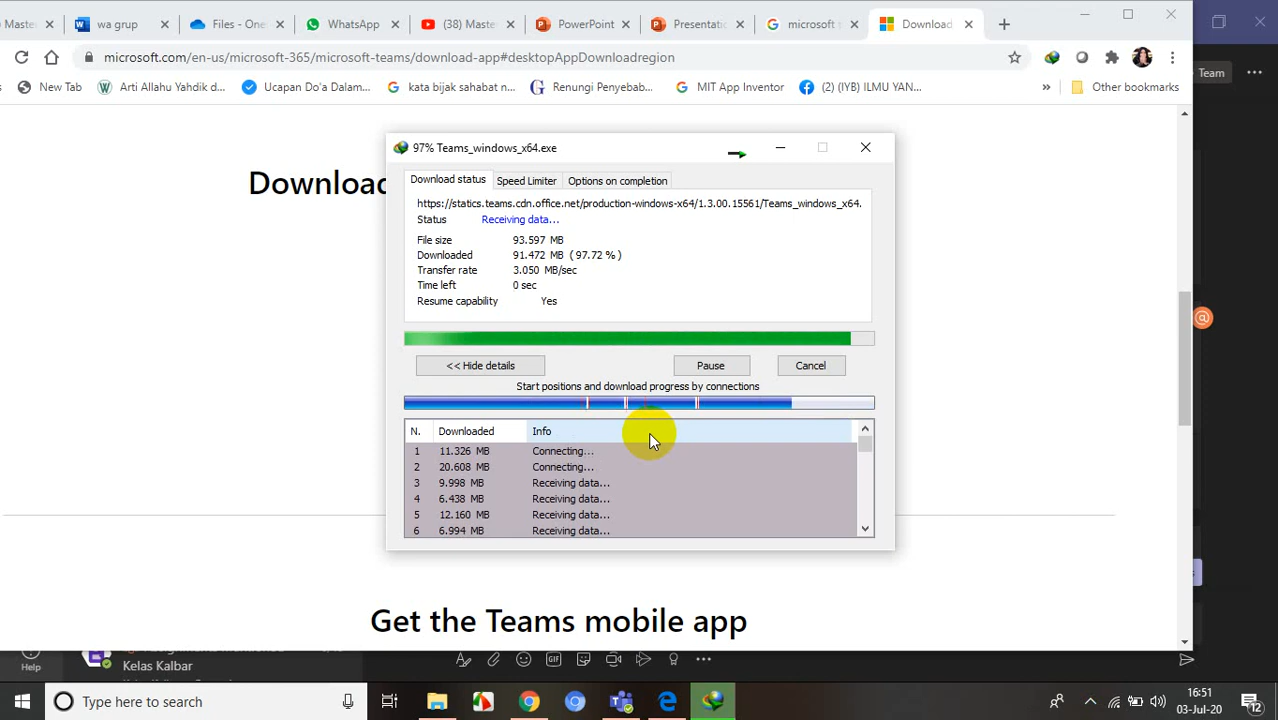 Maste
wa grup
Files - One
WhatsApp
(38) Maste
PowerPoint
Presentati
microsoft s
Download
microsoft.com/en-us/microsoft-365/microsoft-teams/download-app#desktopAppDownloadregion
Team
New Tab
Arti Allahu Yahdik d...
Ucapan Do'a Dalam...
kata bijak sahabat n...
Renungi Penyebab...
MIT App Inventor
(2) (IYB) ILMU YAN...
»
Other bookmarks
Download
97% Teams_windows_x64.exe
Download status
Speed Limiter
Options on completion
https://statics.teams.cdn.office.net/production-windows-x64/1.3.00.15561/Teams_windows_x64.
Status Receiving data...
File size 93.597 MB
Downloaded 91.472 MB ( 97.72 % )
Transfer rate 3.050 MB/sec
Time left 0 sec
Resume capability Yes
<< Hide details
Pause
Cancel
Start positions and download progress by connections
N. Downloaded Info
1 11.326 MB Connecting...
2 20.608 MB Connecting...
3 9.998 MB Receiving data...
4 6.438 MB Receiving data...
5 12.160 MB Receiving data...
6 6.994 MB Receiving data...
Get the Teams mobile app
Help
Kelas Kalbar
GIF
Type here to search
16:51
03-Jul-20
12